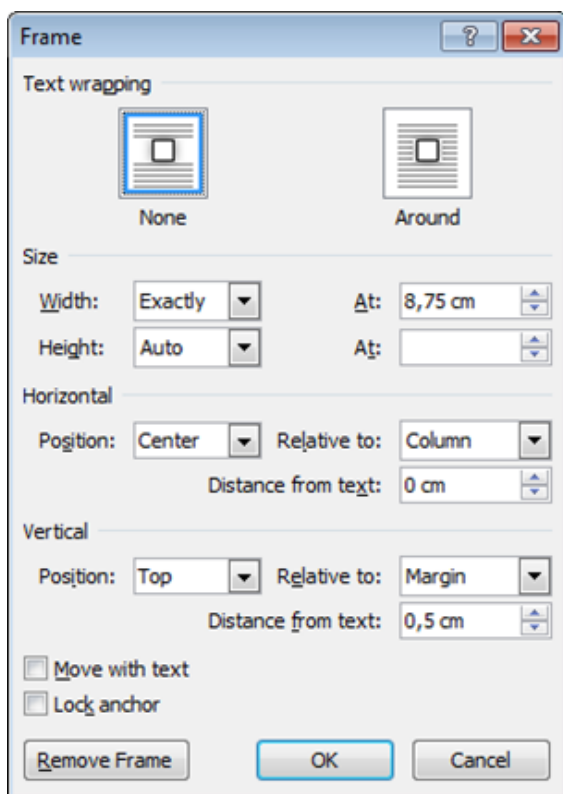 Frame
Text wrapping
None Around
Size
Width: Exactly At: 8,75 cm
Height: Auto At:
Horizontal
Position: Center Relative to: Column
Distance from text: 0 cm
Vertical
Position: Top Relative to: Margin
Distance from text: 0,5 cm
Move with text
Lock anchor
Remove Frame OK Cancel